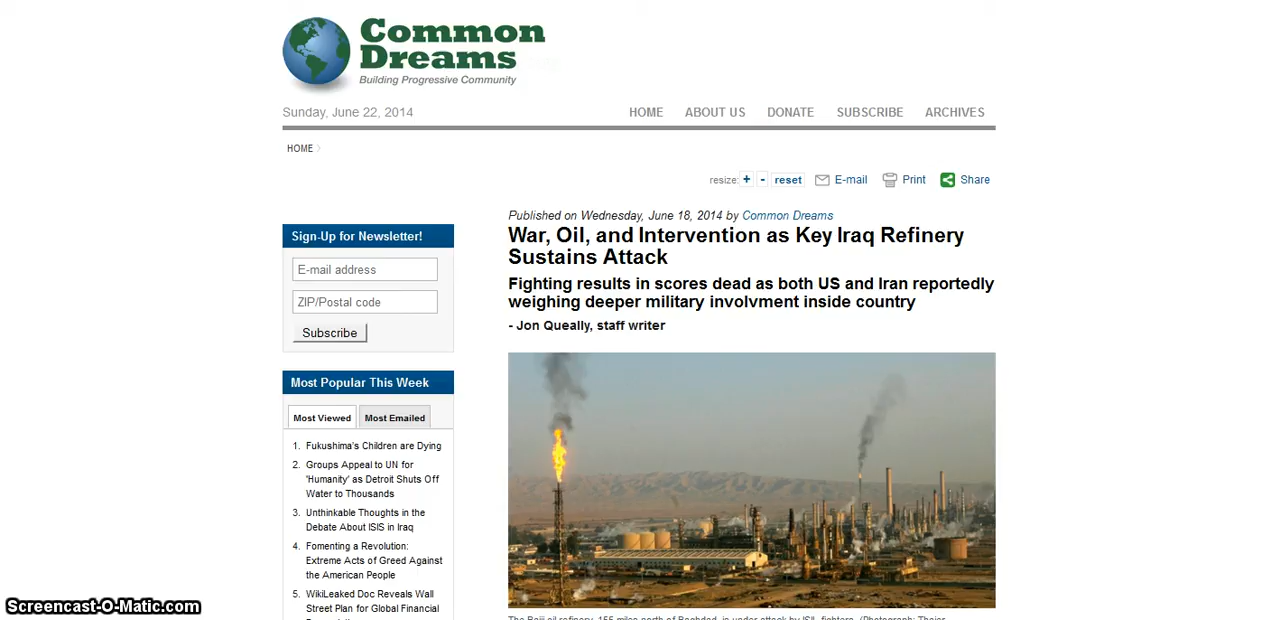 Common
Dreams
Building Progressive Community
Sunday, June 22, 2014
HOME ABOUT US DONATE SUBSCRIBE ARCHIVES
HOME
resize: + - reset E-mail Print Share
Sign-Up for Newsletter!
E-mail address
ZIP/Postal code
Subscribe
Most Popular This Week
Most Viewed Most Emailed
1. Fukushima's Children are Dying
2. Groups Appeal to UN for
'Humanity' as Detroit Shuts Off
Water to Thousands
3. Unthinkable Thoughts in the
Debate About ISIS in Iraq
4. Fomenting a Revolution:
Extreme Acts of Greed Against
the American People
5. WikiLeaked Doc Reveals Wall
Street Plan for Global Financial
Published on Wednesday, June 18, 2014 by Common Dreams
War, Oil, and Intervention as Key Iraq Refinery
Sustains Attack
Fighting results in scores dead as both US and Iran reportedly
weighing deeper military involvment inside country
- Jon Queally, staff writer
The Baiji oil refinery, 155 miles north of Baghdad, is under attack by ISIL fighters. (Photograph: Thaier
Screencast-O-Matic.com